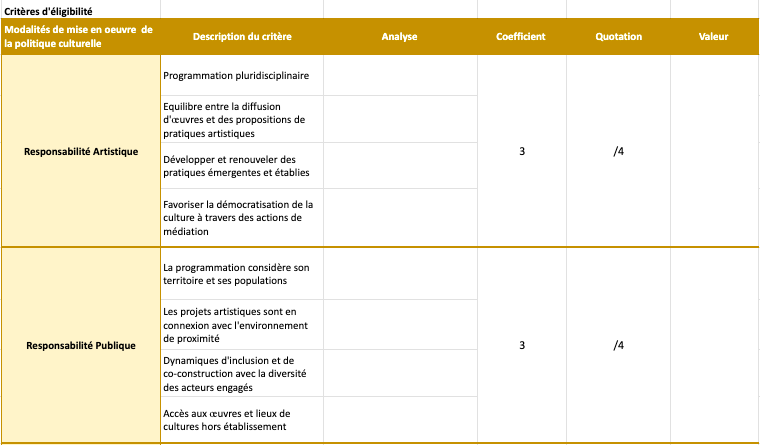 Critères d'éligibilité
Modalités de mise en oeuvre de
la politique culturelle
Description du critère
Analyse
Coefficient
Quotation
Valeur
Responsabilité Artistique
Programmation pluridisciplinaire
Equilibre entre la diffusion
d'œuvres et des propositions de
pratiques artistiques
Développer et renouveler des
pratiques émergentes et établies
Favoriser la démocratisation de la
culture à travers des actions de
médiation
3
/4
Responsabilité Publique
La programmation considère son
territoire et ses populations
Les projets artistiques sont en
connexion avec l'environnement
de proximité
Dynamiques d'inclusion et de
co-construction avec la diversité
des acteurs engagés
Accès aux œuvres et lieux de
cultures hors établissement
3
/4